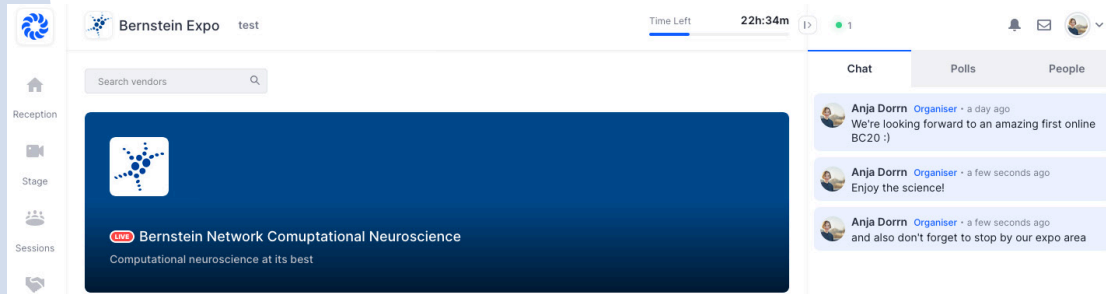 Bernstein Expo test
Time Left 22h:34m
1
Search vendors
Reception
Stage
Sessions
LIVE Bernstein Network Comuptational Neuroscience
Computational neuroscience at its best
Chat Polls People
Anja Dorrn Organiser • a day ago
We're looking forward to an amazing first online
BC20 :)
Anja Dorrn Organiser • a few seconds ago
Enjoy the science!
Anja Dorrn Organiser • a few seconds ago
and also don't forget to stop by our expo area